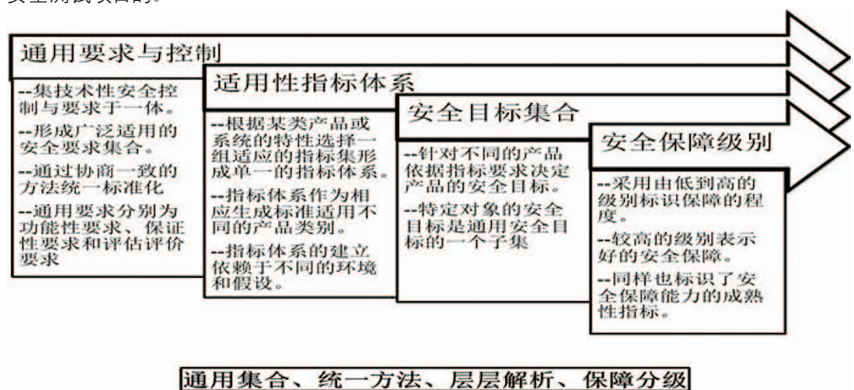 通用要求与控制
--集技术性安全控
制与要求于一体。
--形成广泛适用的
安全要求集合。
--通过协商一致的
方法统一标准化
--通用要求分别为
功能性要求、保证
性要求和评估评价
要求
适用性指标体系
--根据某类产品或
系统的特性选择一
组适应的指标集形
成单一的指标体系。
--指标体系作为相
应生成标准适用不
同的产品类别。
--指标体系的建立
依赖于不同的环境
和假设。
安全目标集合
--针对不同的产品
依据指标要求决定
产品的安全目标。
--特定对象的安全
目标是通用安全目
标的一个子集
安全保障级别
--采用由低到高的
级别标识保障的程
度。
--较高的级别表示
好的安全保障。
--同样也标识了安
全保障能力的成熟
性指标。
通用集合、统一方法、层层解析、保障分级